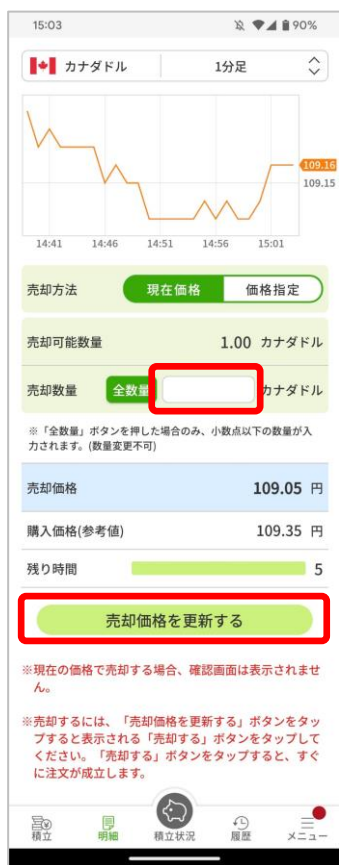 15:03
90%
カナダドル 1分足
109.16
109.15
14:41 14:46 14:51 14:56 15:01
売却方法 現在価格 価格指定
売却可能数量 1.00 カナダドル
売却数量 全数量 カナダドル
※「全数量」ボタンを押した場合のみ、小数点以下の数量が入
力されます。(数量変更不可)
売却価格 109.05 円
購入価格(参考値) 109.35 円
残り時間 5
売却価格を更新する
※現在の価格で売却する場合、確認画面は表示されませ
ん。
※売却するには、「売却価格を更新する」ボタンをタッ
プすると表示される「売却する」ボタンをタップして
ください。「売却する」ボタンをタップすると、すぐ
に注文が成立します。
積立 明細 積立状況 履歴 メニュー